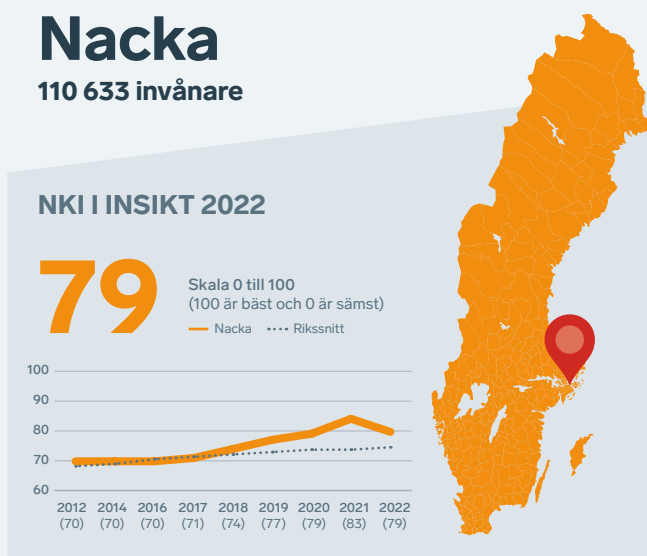 Nacka
110 633 invånare
NKI I INSIKT 2022
79
Skala 0 till 100
(100 är bäst och 0 är sämst)
Nacka Rikssnitt
100
90
80
70
60
2012 2014 2016 2017 2018 2019 2020 2021 2022
(70) (70) (70) (71) (74) (77) (79) (83) (79)